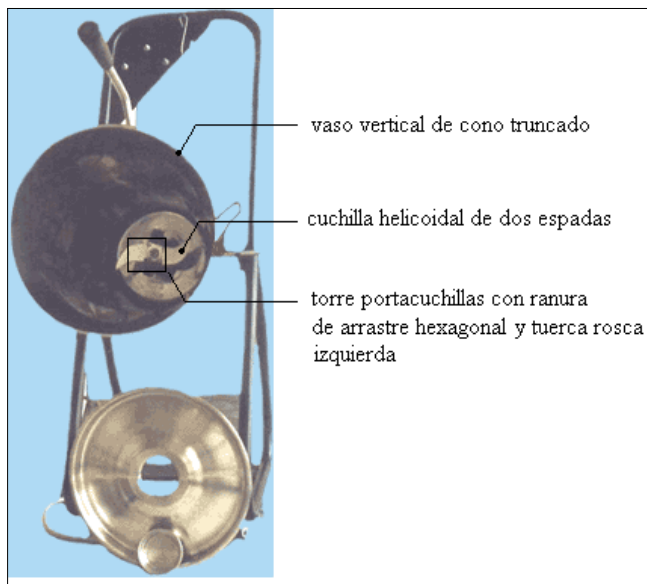 vaso vertical de cono truncado
cuchilla helicoidal de dos espadas
torre portacuchillas con ranura
de arrastre hexagonal y tuerca rosca
izquierda